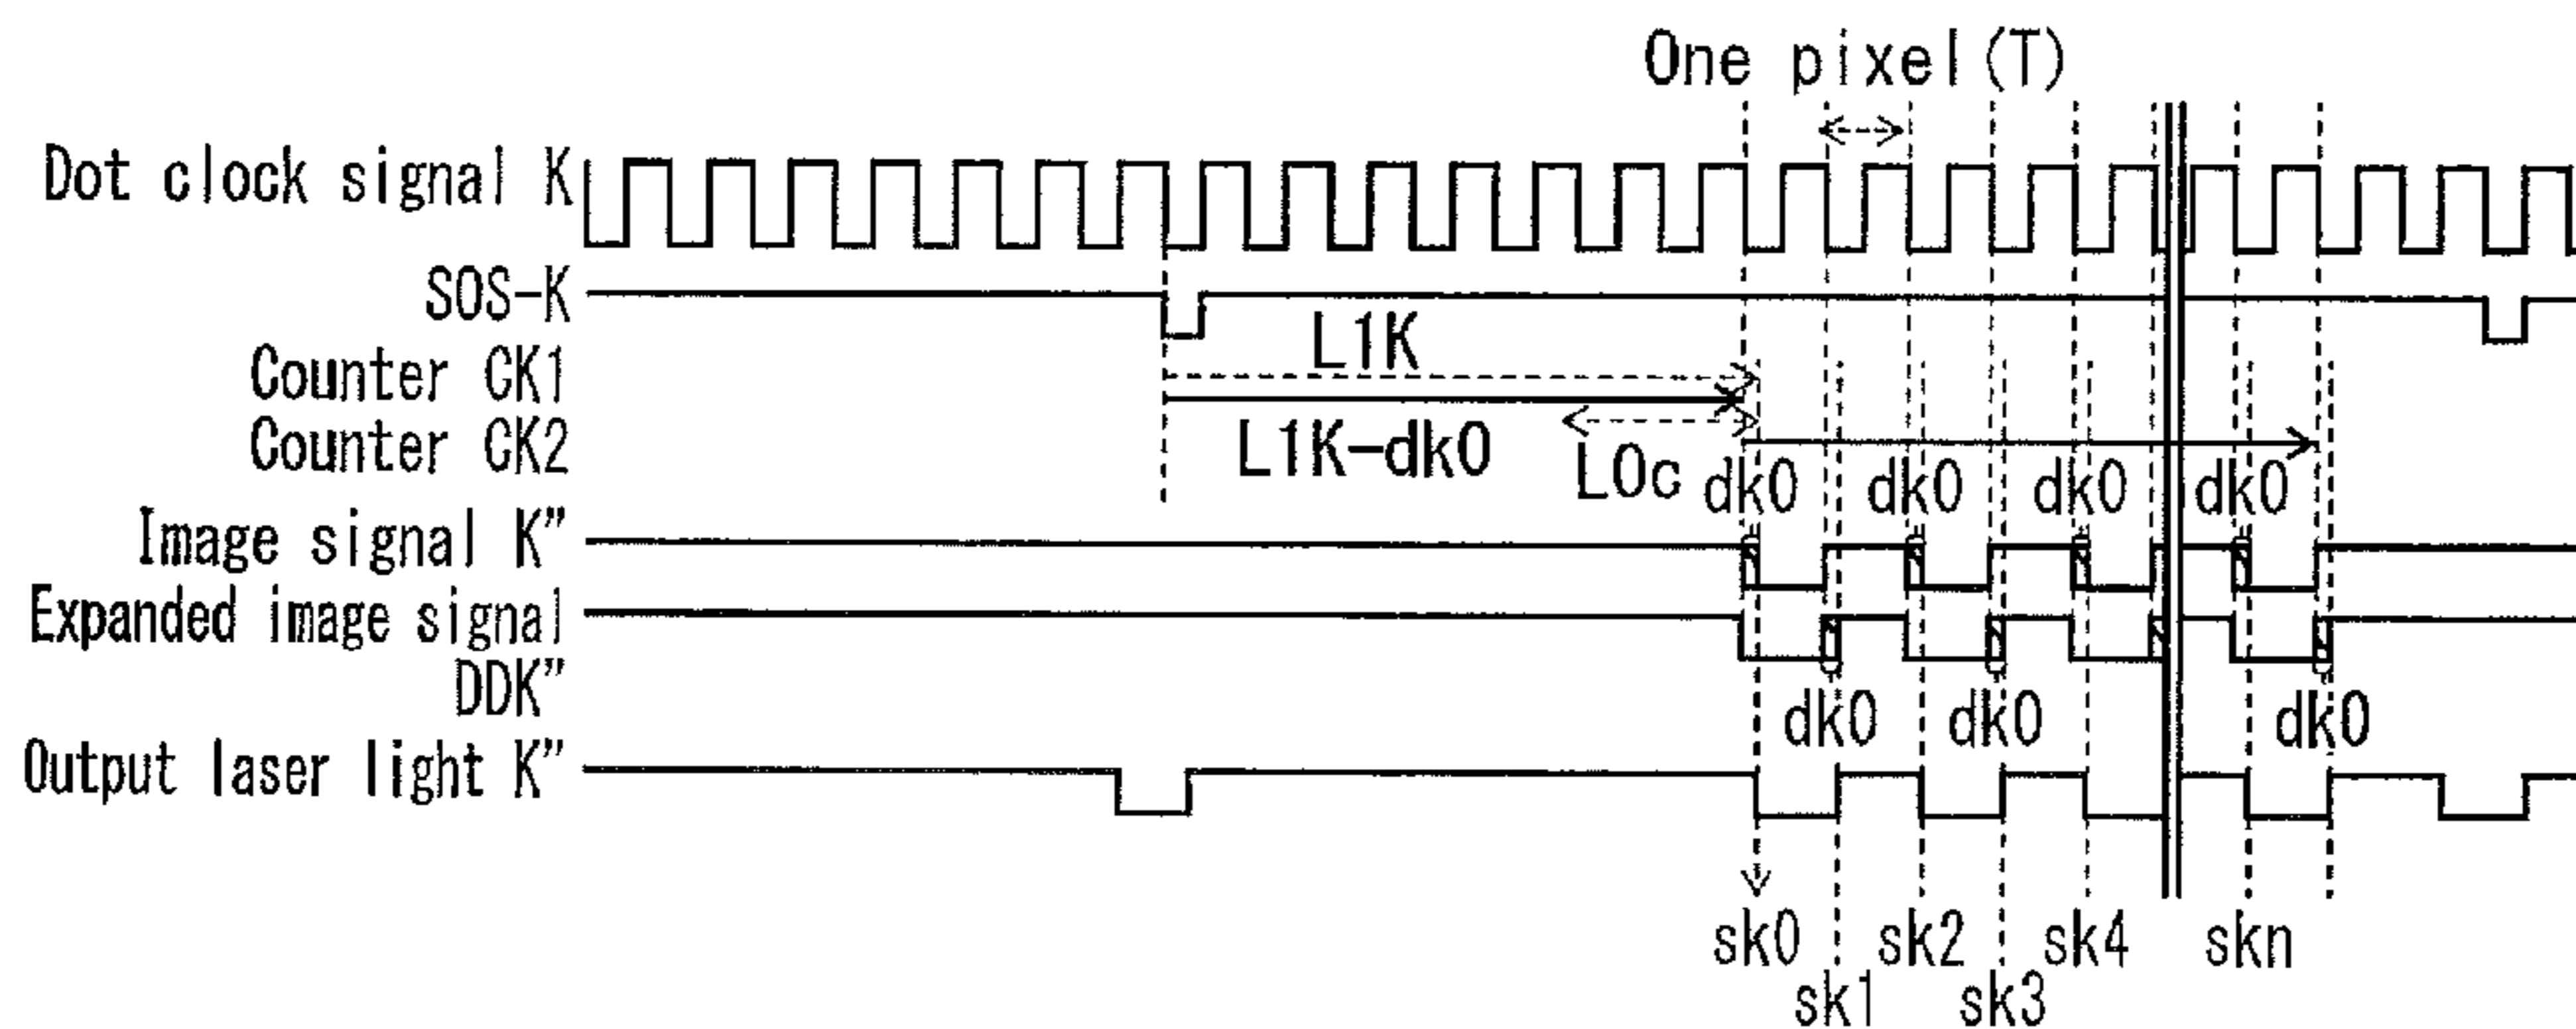 One pixel(T)
Dot clock signal K
SOS-K
L1K
Counter CK1
Counter CK2
L1K-dk0
L0c
dk0 dk0 dk0 dk0
Image signal K”
Expanded image signal
DDK”
dk0 dk0 dk0
Output laser light K”
sk0 sk2 sk4 skn
sk1 sk3